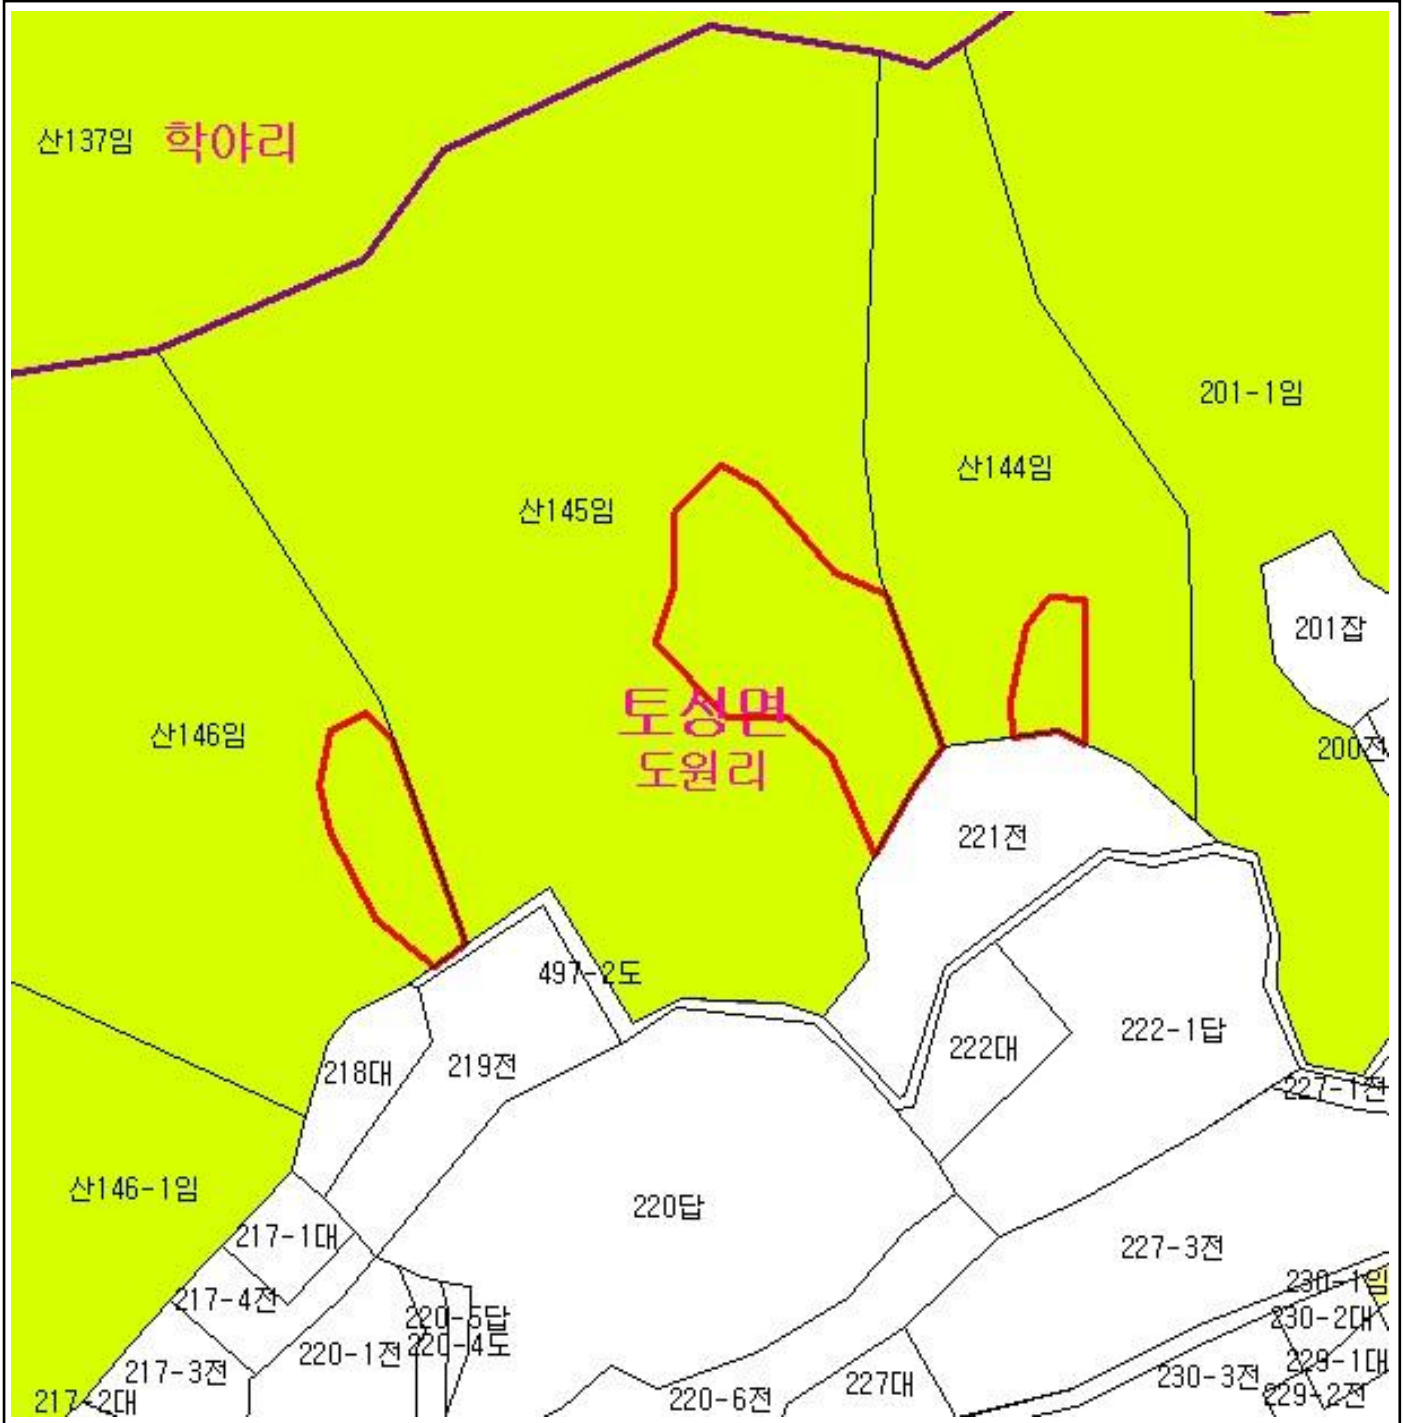 산137임 학야리
201-1임
산144임
산145임
201잡
토성면
산146임
200전
도원리
221전
497-2도
222-1답
222대
219전
218대
227-1전
산146-1임
220답
217-1대
227-3전
230-1임
217-4전
220-5답
230-2대
220-4도
220-1전
229-1대
217-3전
230-3전
227대
229-2전
220-6전
217-2대